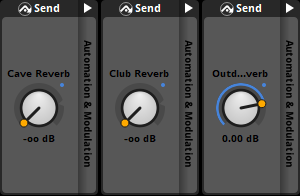 Send
Cave Reverb
-oo dB
Automation & Modulation
Send
Club Reverb
-oo dB
Automation & Modulation
Send
Outd...verb
0.00 dB
Automation & Modulation